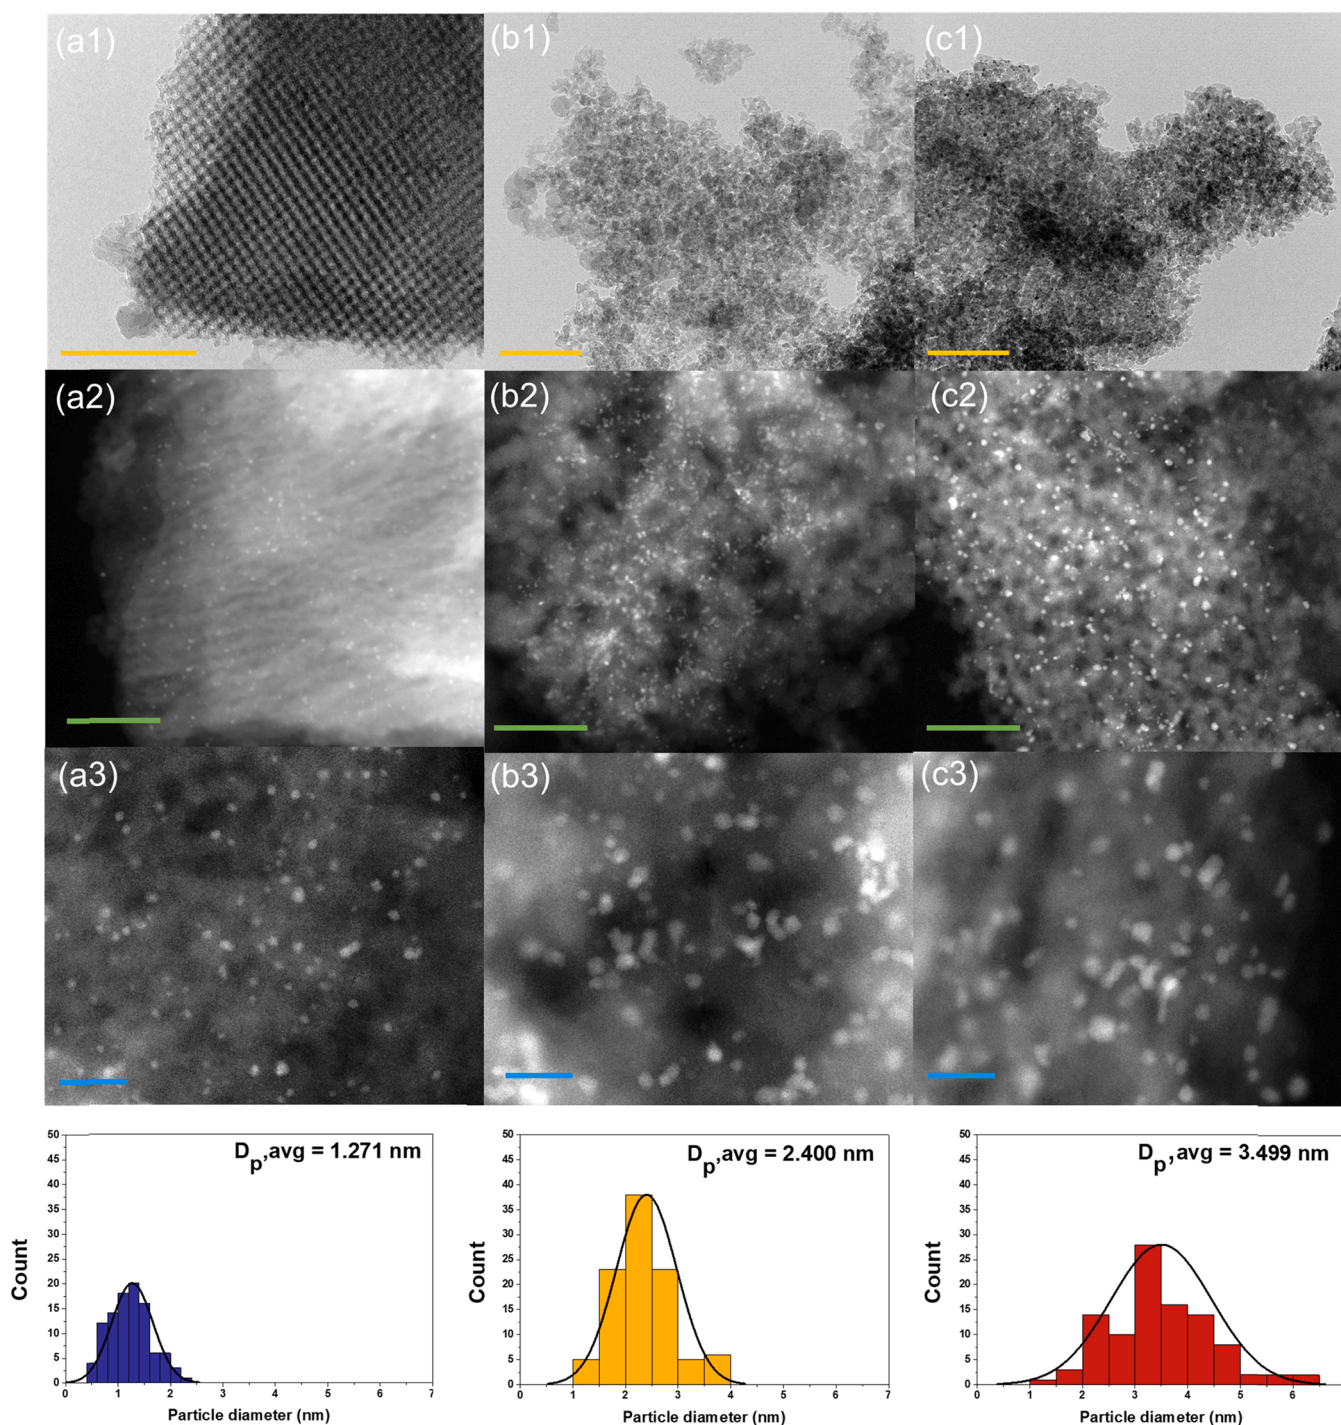 (a1)
(b1)
(c1)
(a2)
(b2)
(c2)
(a3)
(b3)
(c3)
Dp,avg = 1.271 nm
Count
50
45
40
35
30
25
20
15
10
5
0
0 1 2 3 4 5 6 7
Particle diameter (nm)
Dp,avg = 2.400 nm
Count
50
45
40
35
30
25
20
15
10
5
0
0 1 2 3 4 5 6 7
Particle diameter (nm)
Dp,avg = 3.499 nm
Count
50
45
40
35
30
25
20
15
10
5
0
0 1 2 3 4 5 6
Particle diameter (nm)